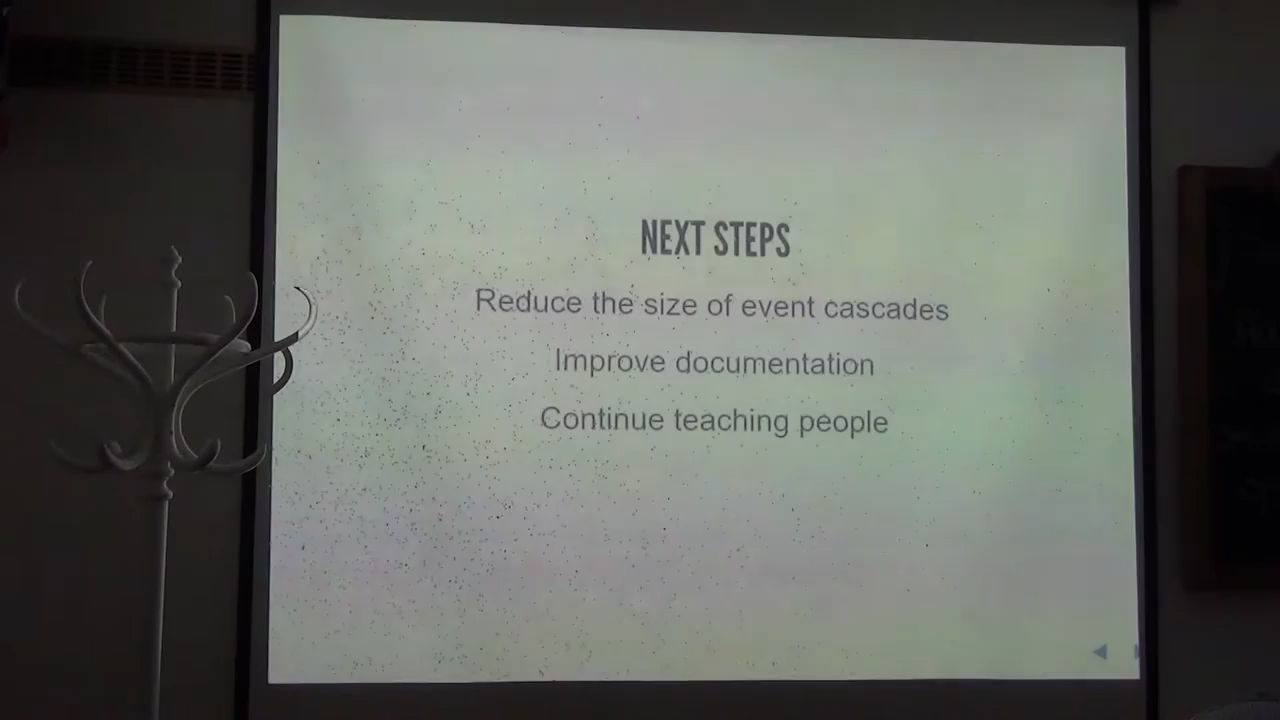 NEXT STEPS
Reduce the size of event cascades
Improve documentation
Continue teaching people